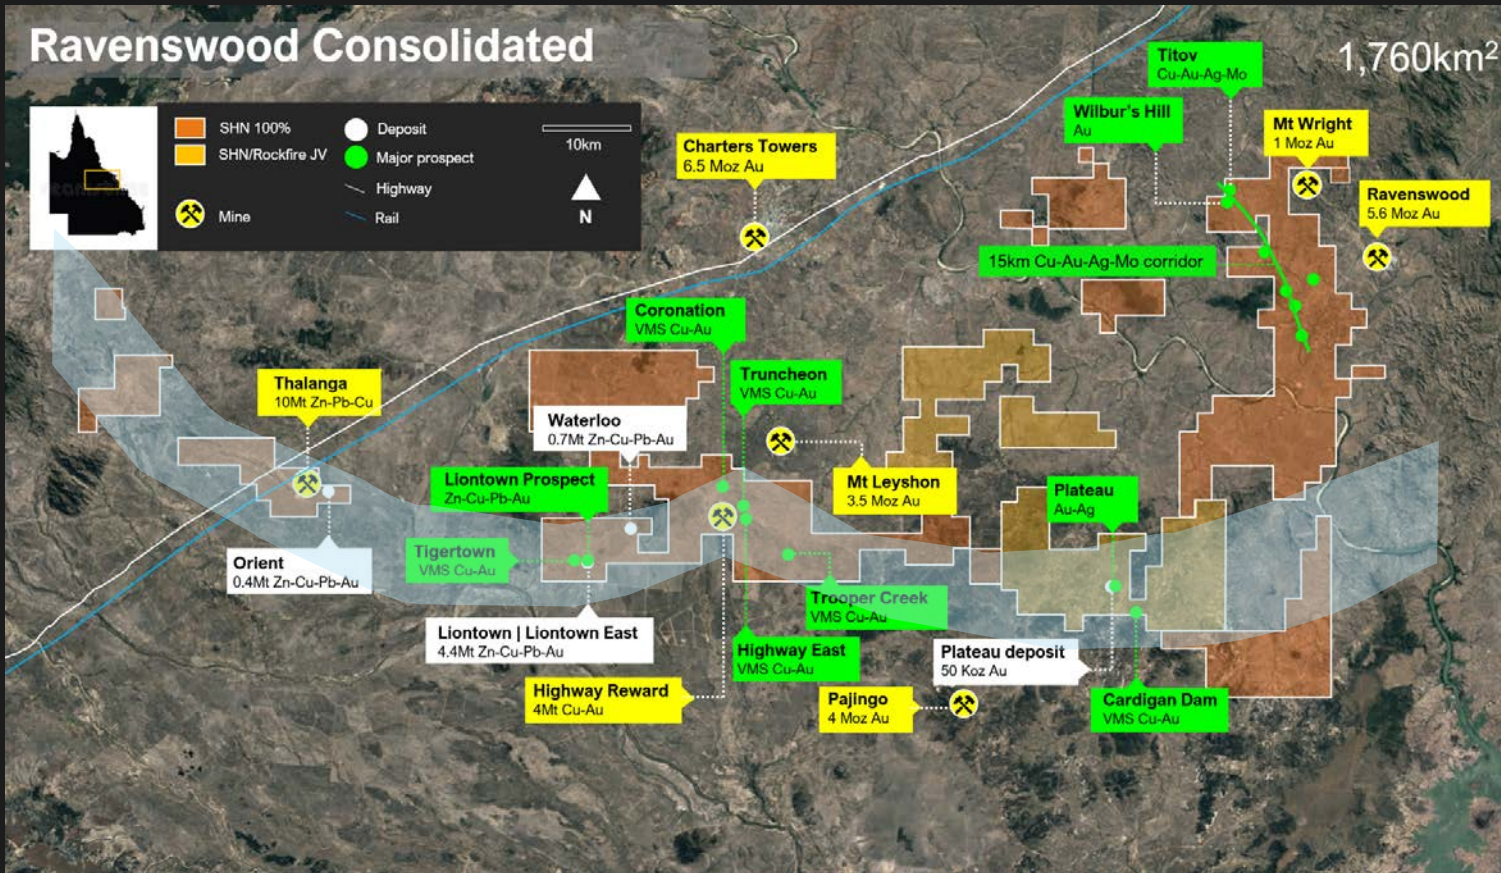 Ravenswood Consolidated
1,760km²
SHN 100%
SHN/Rockfire JV
Mine
Deposit
Major prospect
Highway
Rail
10km
N
Titov
Cu-Au-Ag-Mo
Wilbur's Hill
Au
Mt Wright
1 Moz Au
Ravenswood
5.6 Moz Au
Charters Towers
6.5 Moz Au
15km Cu-Au-Ag-Mo corridor
Coronation
VMS Cu-Au
Truncheon
VMS Cu-Au
Thalanga
10Mt Zn-Pb-Cu
Waterloo
0.7Mt Zn-Cu-Pb-Au
Liontown Prospect
Zn-Cu-Pb-Au
Mt Leyshon
3.5 Moz Au
Plateau
Au-Ag
Tigertown
VMS Cu-Au
Orient
0.4Mt Zn-Cu-Pb-Au
Trooper Creek
VMS Cu-Au
Liontown | Liontown East
4.4Mt Zn-Cu-Pb-Au
Highway East
VMS Cu-Au
Plateau deposit
50 Koz Au
Highway Reward
4Mt Cu-Au
Pajingo
4 Moz Au
Cardigan Dam
VMS Cu-Au